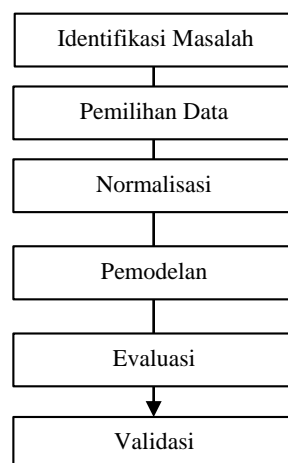 Identifikasi Masalah
Pemilihan Data
Normalisasi
Pemodelan
Evaluasi
Validasi